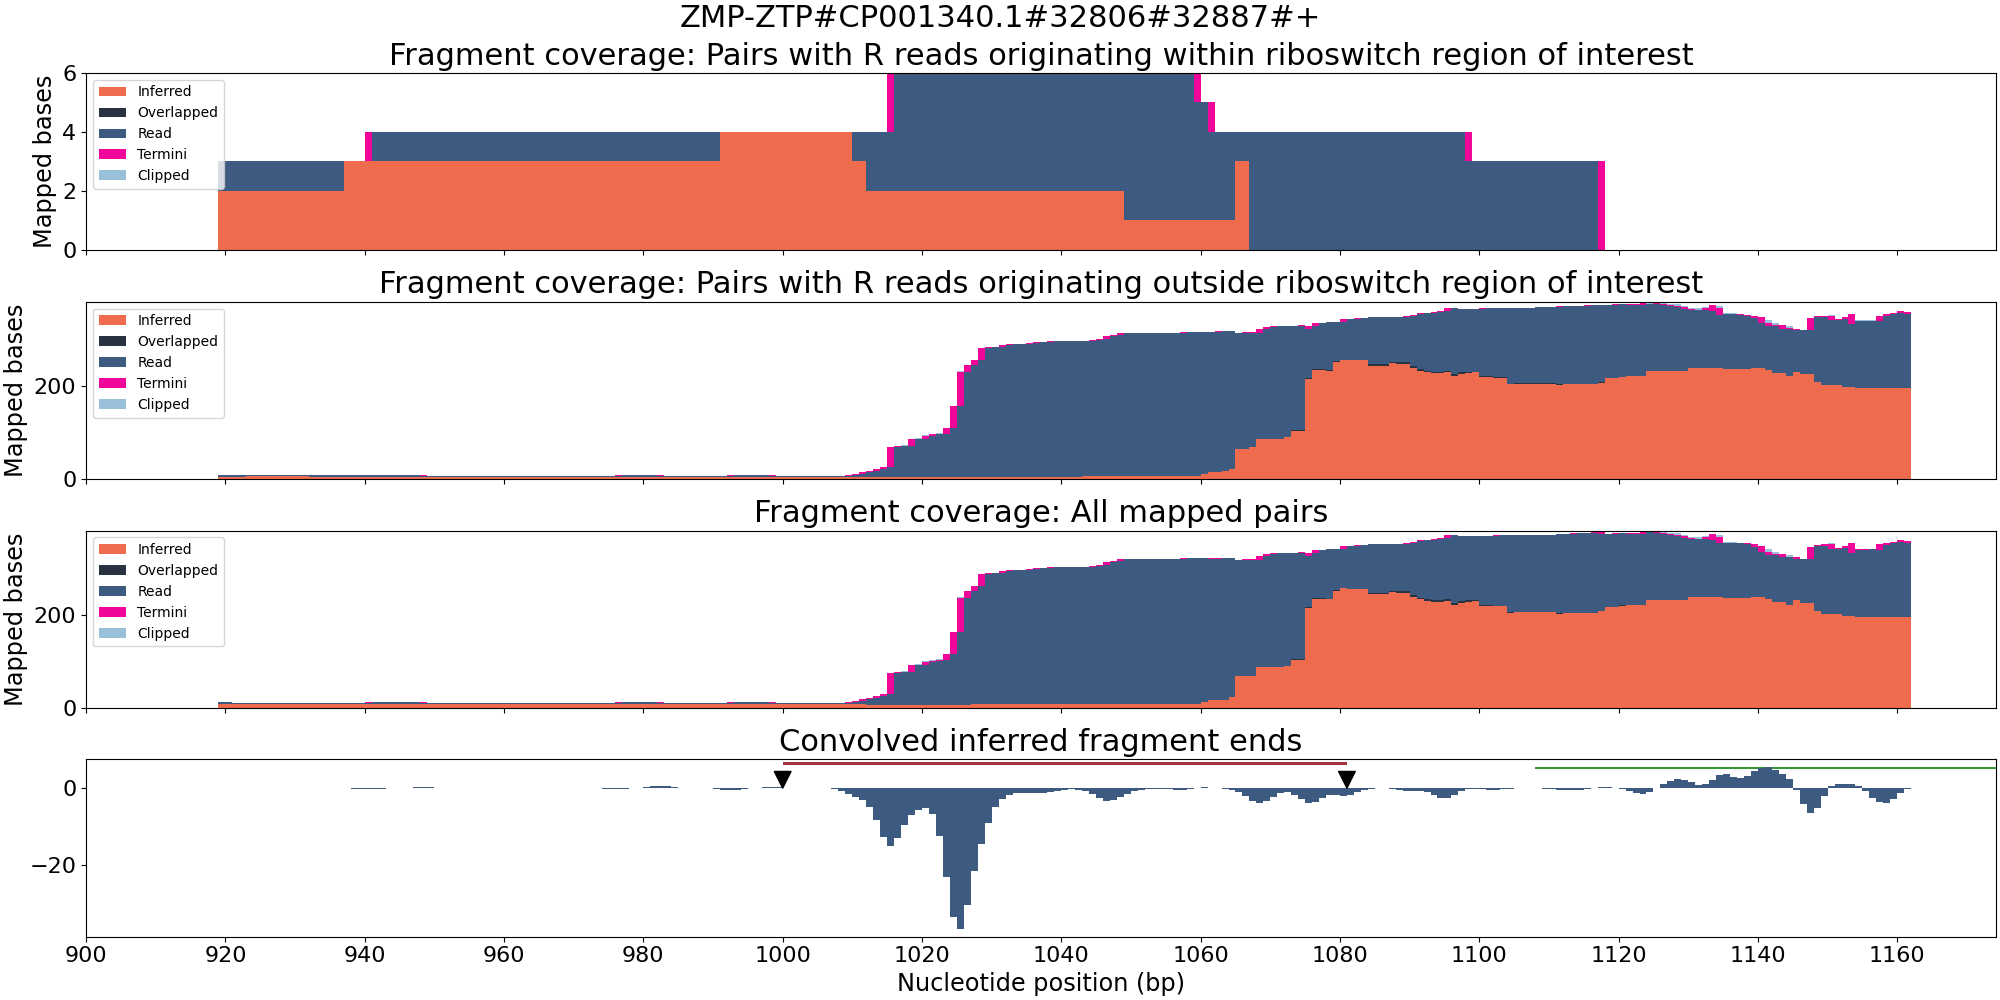 ZMP-ZTP#CP001340.1#32806#32887#+
Fragment coverage: Pairs with R reads originating within riboswitch region of interest
Mapped bases
6
4
2
0
Inferred
Overlapped
Read
Termini
Clipped
Fragment coverage: Pairs with R reads originating outside riboswitch region of interest
Mapped bases
200
0
Inferred
Overlapped
Read
Termini
Clipped
Fragment coverage: All mapped pairs
Mapped bases
200
0
Inferred
Overlapped
Read
Termini
Clipped
Convolved inferred fragment ends
0
−20
900 920 940 960 980 1000 1020 1040 1060 1080 1100 1120 1140 1160
Nucleotide position (bp)